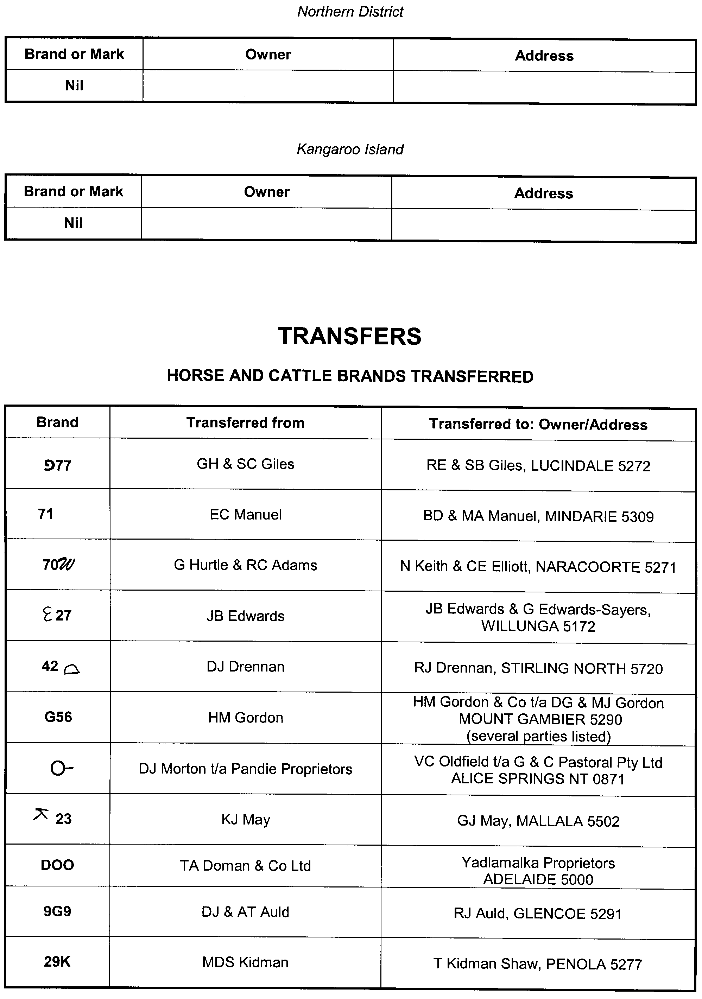 Northern District
Brand or Mark Owner Address
Nil
Kangaroo Island
Brand or Mark Owner Address
Nil
TRANSFERS
HORSE AND CATTLE BRANDS TRANSFERRED
Brand Transferred from Transferred to: Owner/Address
77 GH & SC Giles RE & SB Giles, LUCINDALE 5272
71 EC Manuel BD & MA Manuel, MINDARIE 5309
70W G Hurtle & RC Adams N Keith & CE Elliott, NARACOORTE 5271
27 JB Edwards JB Edwards & G Edwards-Sayers,
WILLUNGA 5172
42 DJ Drennan RJ Drennan, STIRLING NORTH 5720
G56 HM Gordon HM Gordon & Co t/a DG & MJ Gordon
MOUNT GAMBIER 5290
(several parties listed)
O- DJ Morton t/a Pandie Proprietors VC Oldfield t/a G & C Pastoral Pty Ltd
ALICE SPRINGS NT 0871
23 KJ May GJ May, MALLALA 5502
DOO TA Doman & Co Ltd Yadlamalka Proprietors
ADELAIDE 5000
9G9 DJ & AT Auld RJ Auld, GLENCOE 5291
29K MDS Kidman T Kidman Shaw, PENOLA 5277